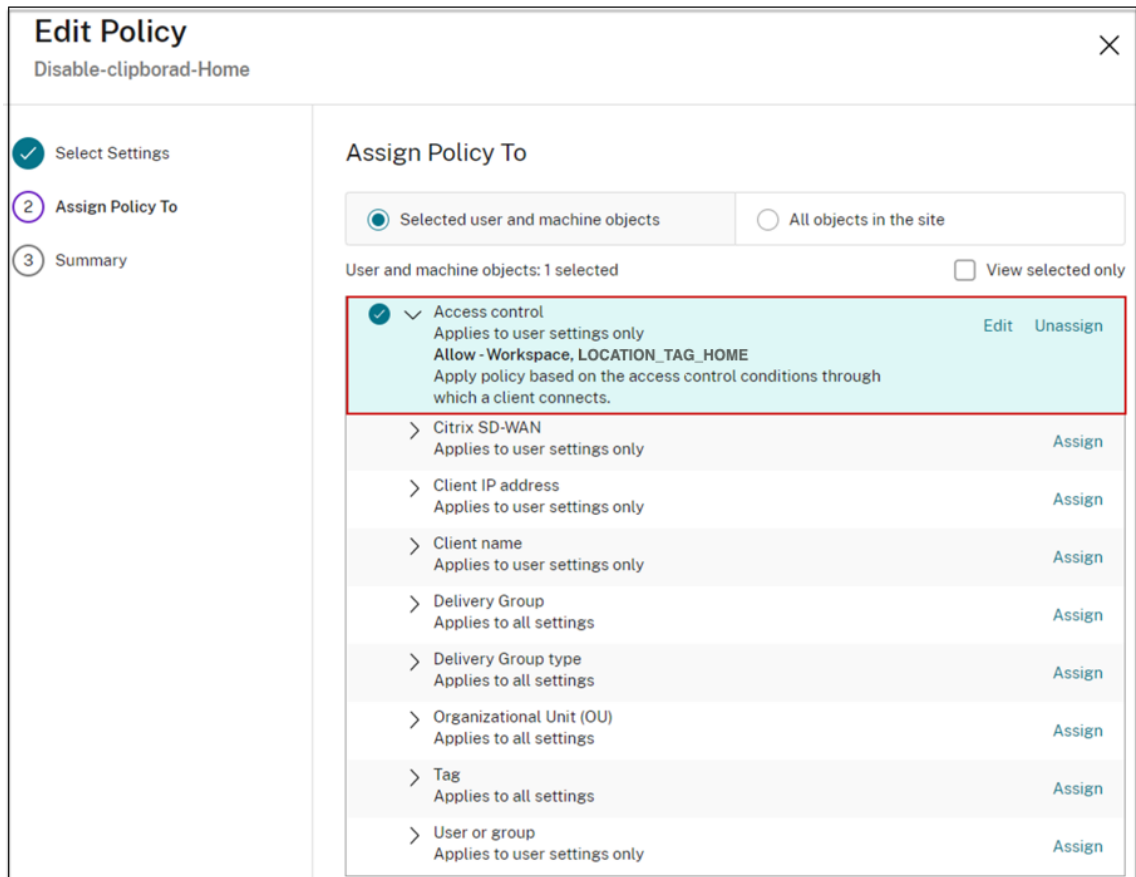 Edit Policy
Disable-clipborad-Home
Select Settings
2 Assign Policy To
3 Summary
Assign Policy To
Selected user and machine objects All objects in the site
User and machine objects: 1 selected View selected only
Access control
Applies to user settings only
Edit Unassign
Allow - Workspace, LOCATION_TAG_HOME
Apply policy based on the access control conditions through
which a client connects.
Citrix SD-WAN
Applies to user settings only
Assign
Client IP address
Applies to user settings only
Assign
Client name
Applies to user settings only
Assign
Delivery Group
Applies to all settings
Assign
Delivery Group type
Applies to all settings
Assign
Organizational Unit (OU)
Applies to all settings
Assign
Tag
Applies to all settings
Assign
User or group
Applies to user settings only
Assign